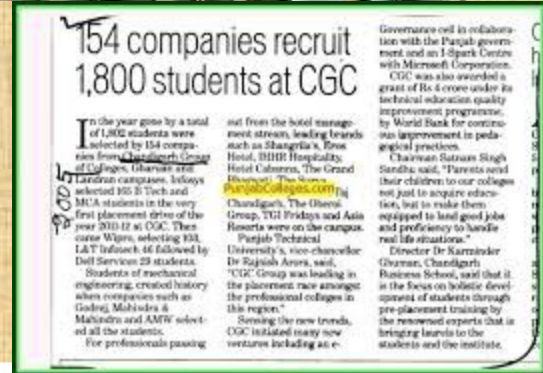 154 companies recruit
1,800 students at CGC
In the year gone by a total
of 1,802 students were
selected by 154 compa-
nies from Chandigarh Group
of Colleges, Gharuan and
Landran campuses. Infosys
selected 165 B Tech and
MCA students in the very
first placement drive of the
year 2011-12 at CGC. Then
came Wipro, selecting 103,
L&T Infotech 46 followed by
Dell Services 29 students.
Students of mechanical
engineering, created history
when companies such as
Godrej, Mahindra &
Mahindra and AMW select-
ed all the students.
For professionals passing
out from the hotel manage-
ment stream, leading brands
such as Shangrila's, Eros
Hotel, IHHR Hospitality,
Hotel Cabanna, The Grand
PunjabColleges.com
Taj
Chandigarh, The Oberoi
Group, TGI Fridays and Asia
Resorts were on the campus.
Punjab Technical
University's, vice-chancellor
Dr Rajnish Arora, said,
"CGC Group was leading in
the placement race amongst
the professional colleges in
this region."
Sensing the new trends,
CGC initiated many new
ventures including an e-
Governance cell in collabora-
tion with the Punjab govern-
ment and an I-Spark Centre
with Microsoft Corporation.
CGC was also awarded a
grant of Rs 4 crore under its
technical education quality
improvement programme,
by World Bank for continu-
ous improvement in peda-
gogical practices.
Chairman Satnam Singh
Sandhu said, "Parents send
their children to our colleges
not just to acquire educa-
tion, but to make them
equipped to land good jobs
and proficiency to handle
real life situations."
Director Dr Karminder
Ghuman, Chandigarh
Business School, said that it
is the focus on holistic devel-
opment of students through
pre-placement training by
the renowned experts that is
bringing laurels to the
students and the institute.